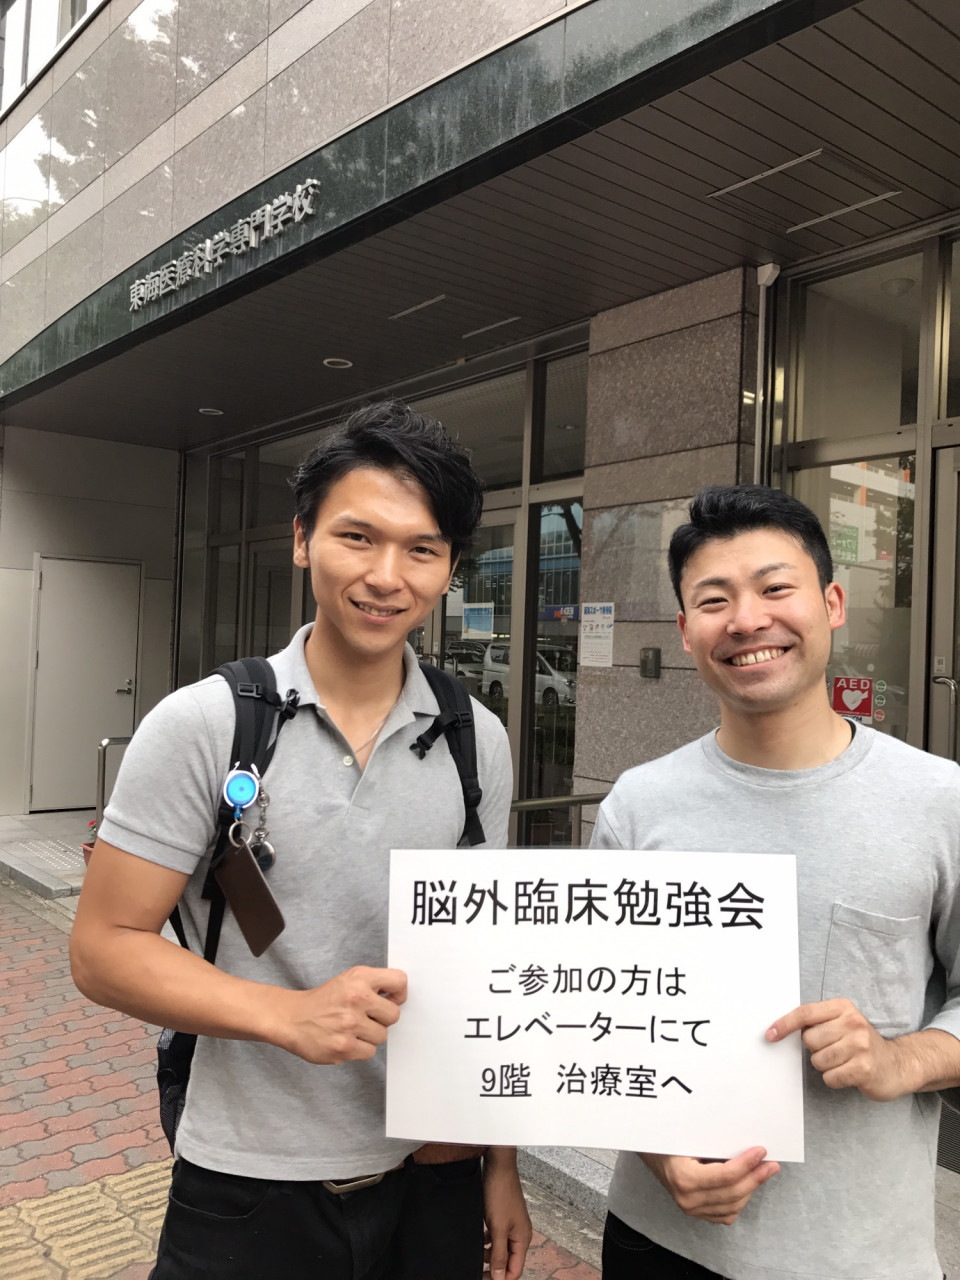 東海医療科学専門学校
AED
脳外臨床勉強会
ご参加の方は
エレベーターにて
9階 治療室へ